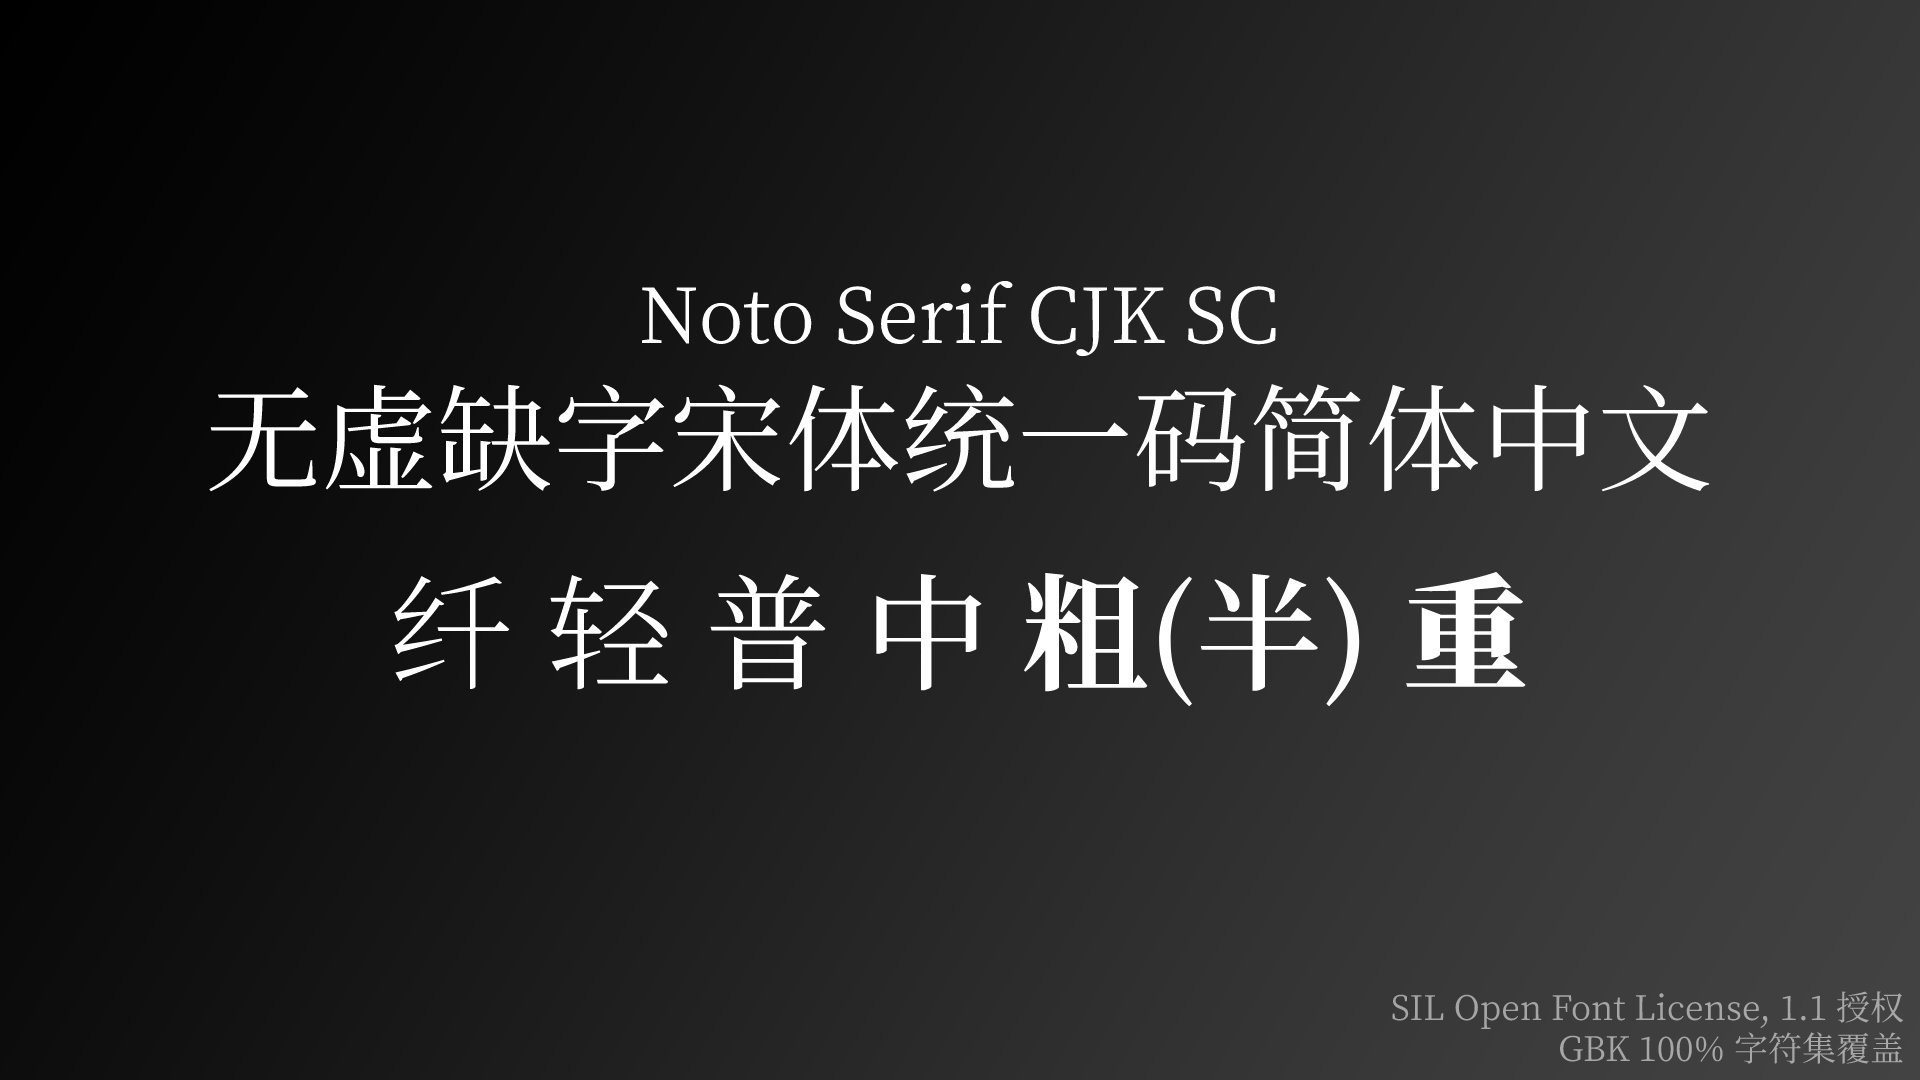 Noto Serif CJK SC
无虚缺字宋体统一码简体中文
纤 轻 普 中 粗(半) 重
SIL Open Font License, 1.1 授权
GBK 100% 字符集覆盖